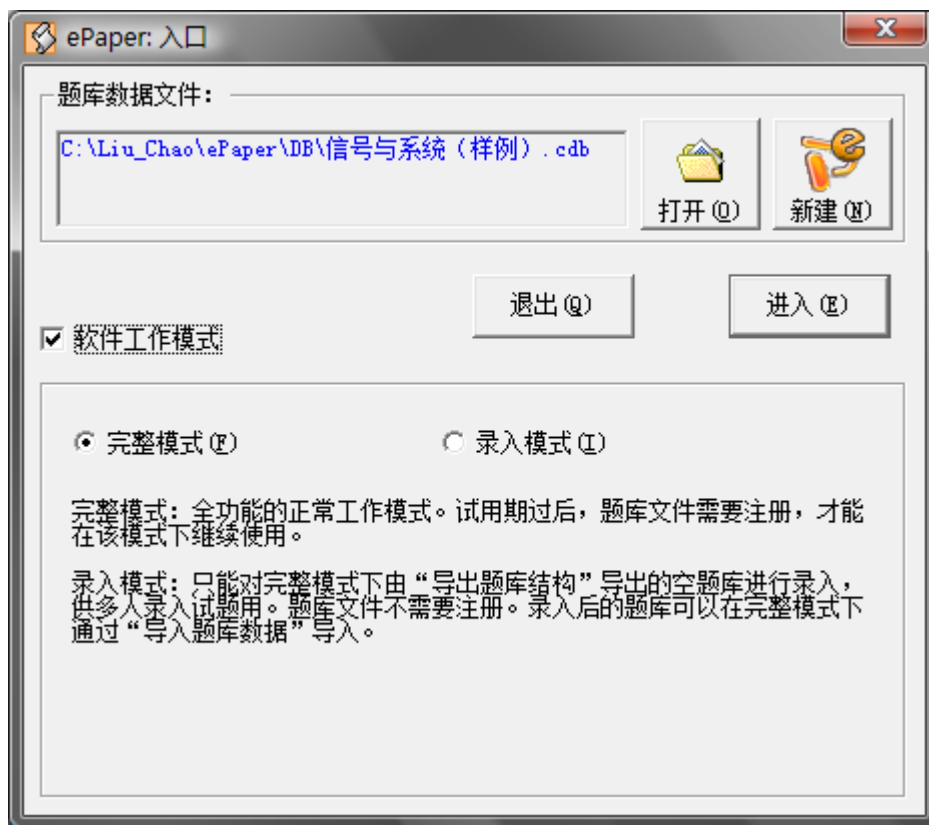 ePaper: 入口
题库数据文件：
C:\Liu_Chao\ePaper\DB\信号与系统（样例）.cdb
打开(O)
新建(N)
退出(Q)
进入(E)
软件工作模式
完整模式(F)
录入模式(I)
完整模式：全功能的正常工作模式。试用期过后，题库文件需要注册，才能
在该模式下继续使用。
录入模式：只能对完整模式下由“导出题库结构”导出的空题库进行录入，
供多人录入试题用。题库文件不需要注册。录入后的题库可以在完整模式下
通过“导入题库数据”导入。